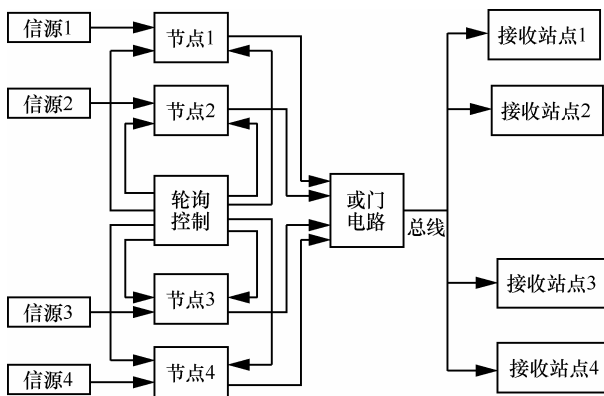 信源1
节点1
接收站点1
信源2
节点2
接收站点2
轮询
控制
或门
电路
总线
信源3
节点3
接收站点3
信源4
节点4
接收站点4